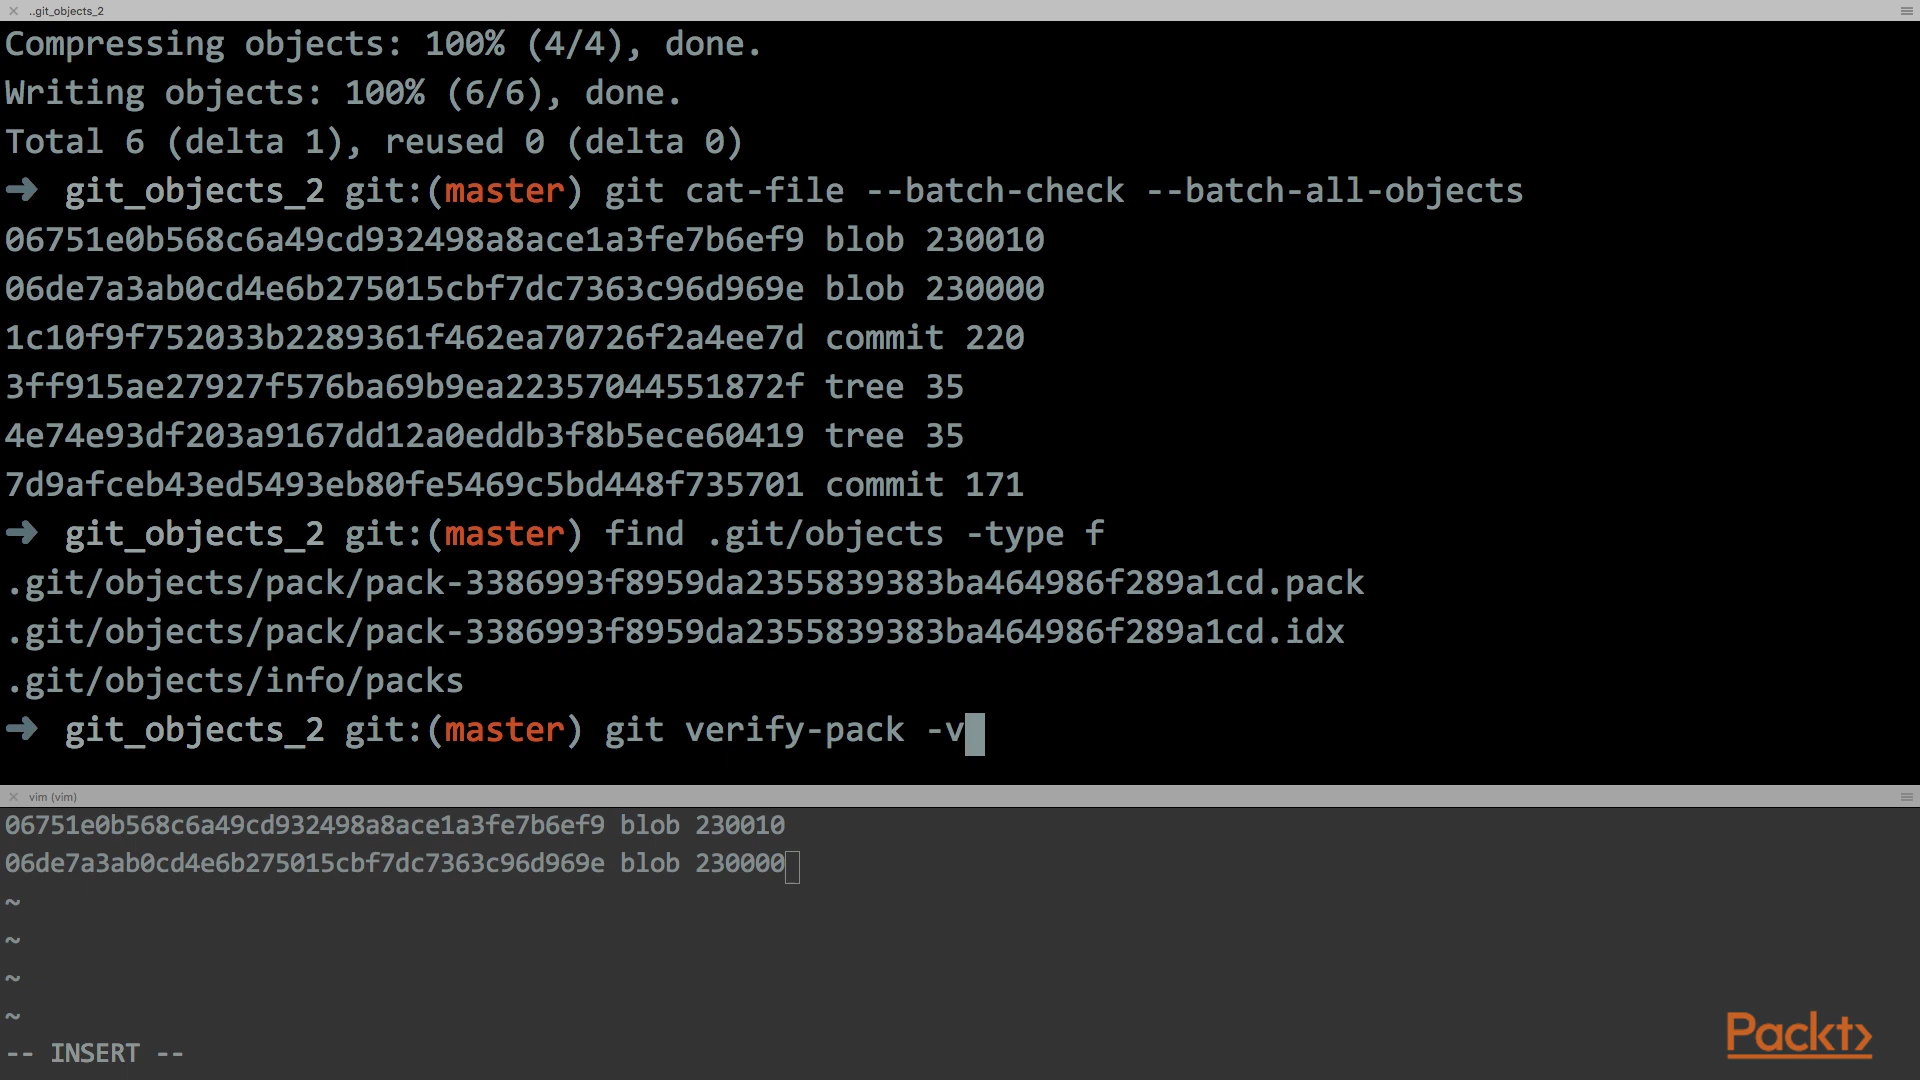 ..git_objects_2
Compressing objects: 100% (4/4), done.
Writing objects: 100% (6/6), done.
Total 6 (delta 1), reused 0 (delta 0)
➜ git_objects_2 git:(master) git cat-file --batch-check --batch-all-objects
06751e0b568c6a49cd932498a8ace1a3fe7b6ef9 blob 230010
06de7a3ab0cd4e6b275015cbf7dc7363c96d969e blob 230000
1c10f9f752033b2289361f462ea70726f2a4ee7d commit 220
3ff915ae27927f576ba69b9ea22357044551872f tree 35
4e74e93df203a9167dd12a0eddb3f8b5ece60419 tree 35
7d9afceb43ed5493eb80fe5469c5bd448f735701 commit 171
➜ git_objects_2 git:(master) find .git/objects -type f
.git/objects/pack/pack-3386993f8959da2355839383ba464986f289a1cd.pack
.git/objects/pack/pack-3386993f8959da2355839383ba464986f289a1cd.idx
.git/objects/info/packs
➜ git_objects_2 git:(master) git verify-pack -v
vim (vim)
06751e0b568c6a49cd932498a8ace1a3fe7b6ef9 blob 230010
06de7a3ab0cd4e6b275015cbf7dc7363c96d969e blob 230000
~
~
~
~
-- INSERT --
Packt>